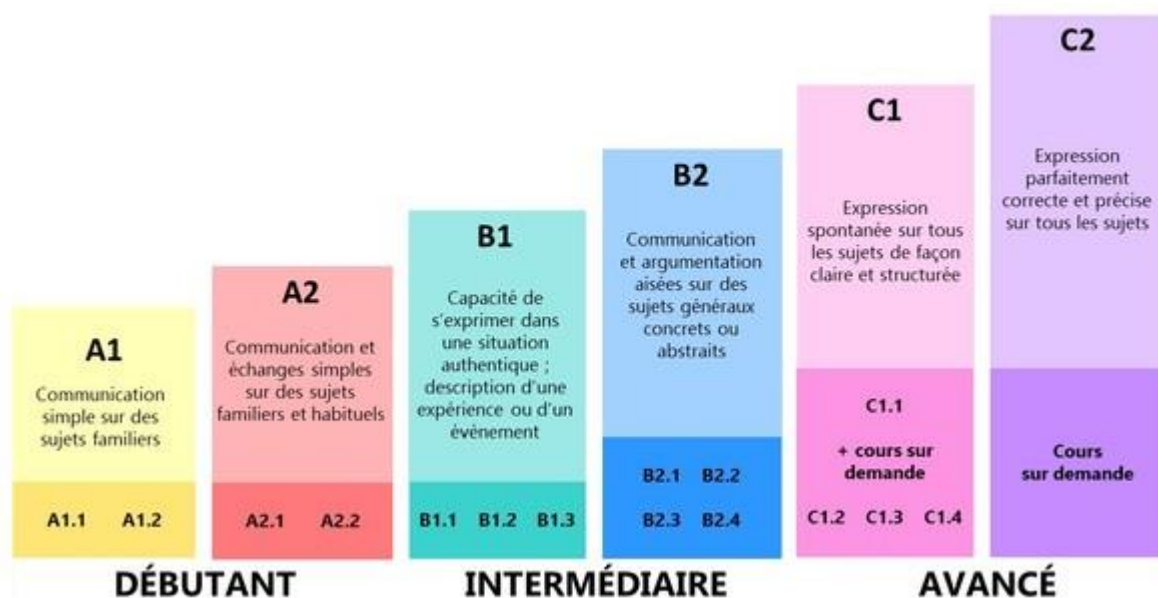 A1
Communication
simple sur des
sujets familiers
A1.1 A1.2
A2
Communication et
échanges simples
sur des sujets
familiers et habituels
A2.1 A2.2
DÉBUTANT
B1
Capacité de
s'exprimer dans
une situation
authentique ;
description d'une
expérience ou d'un
évènement
B1.1 B1.2 B1.3
B2
Communication
et argumentation
aisées sur des
sujets généraux
concrets ou
abstraits
B2.1 B2.2
B2.3 B2.4
INTERMÉDIAIRE
C1
Expression
spontanée sur tous
les sujets de façon
claire et structurée
C1.1
+ cours sur
demande
C1.2 C1.3 C1.4
C2
Expression
parfaitement
correcte et précise
sur tous les sujets
Cours
sur demande
AVANCÉ